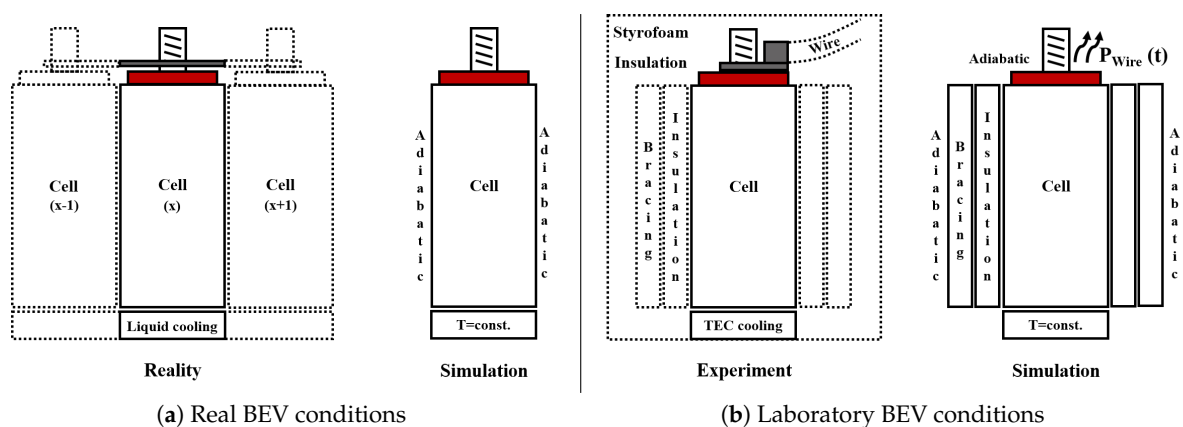 Cell
(x-1)
Cell
(x)
Cell
(x+1)
Liquid cooling
Reality
Adiabatic
Cell
Adiabatic
T=const.
Simulation
(a) Real BEV conditions
Styrofoam
Insulation
Wire
Bracing
Insulation
Cell
TEC cooling
Experiment
Adiabatic
P Wire (t)
Adiabatic
Bracing
Insulation
Cell
Adiabatic
T=const.
Simulation
(b) Laboratory BEV conditions